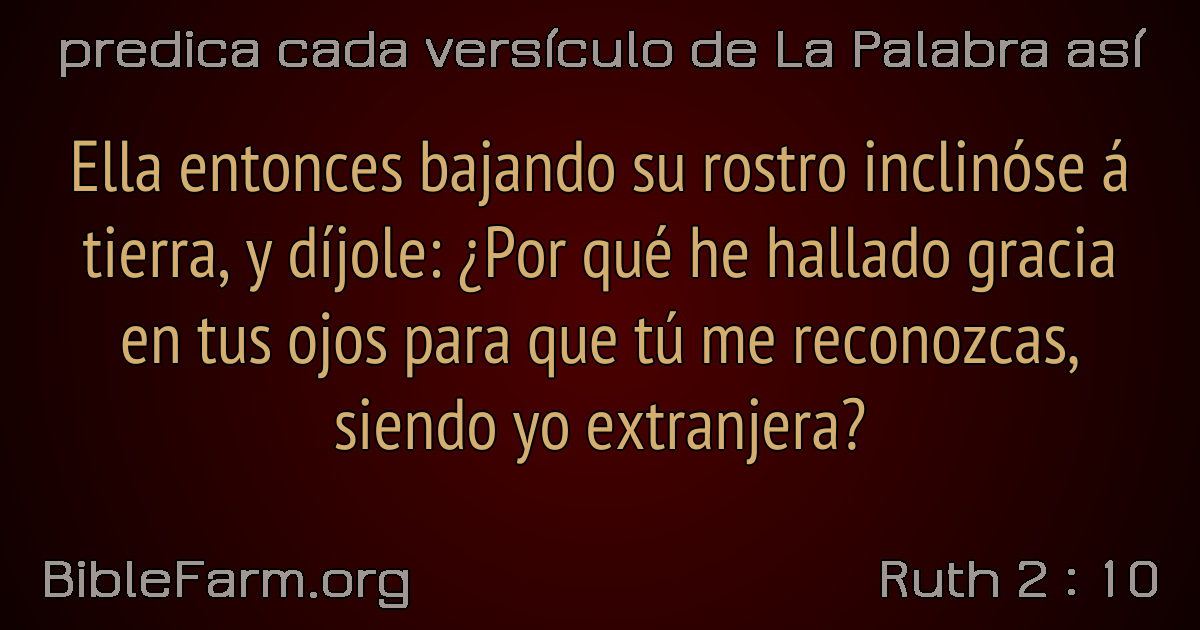 predica cada versículo de La Palabra así
Ella entonces bajando su rostro inclinóse á
tierra, y díjole: ¿Por qué he hallado gracia
en tus ojos para que tú me reconozcas,
siendo yo extranjera?
BibleFarm.org
Ruth 2 : 10